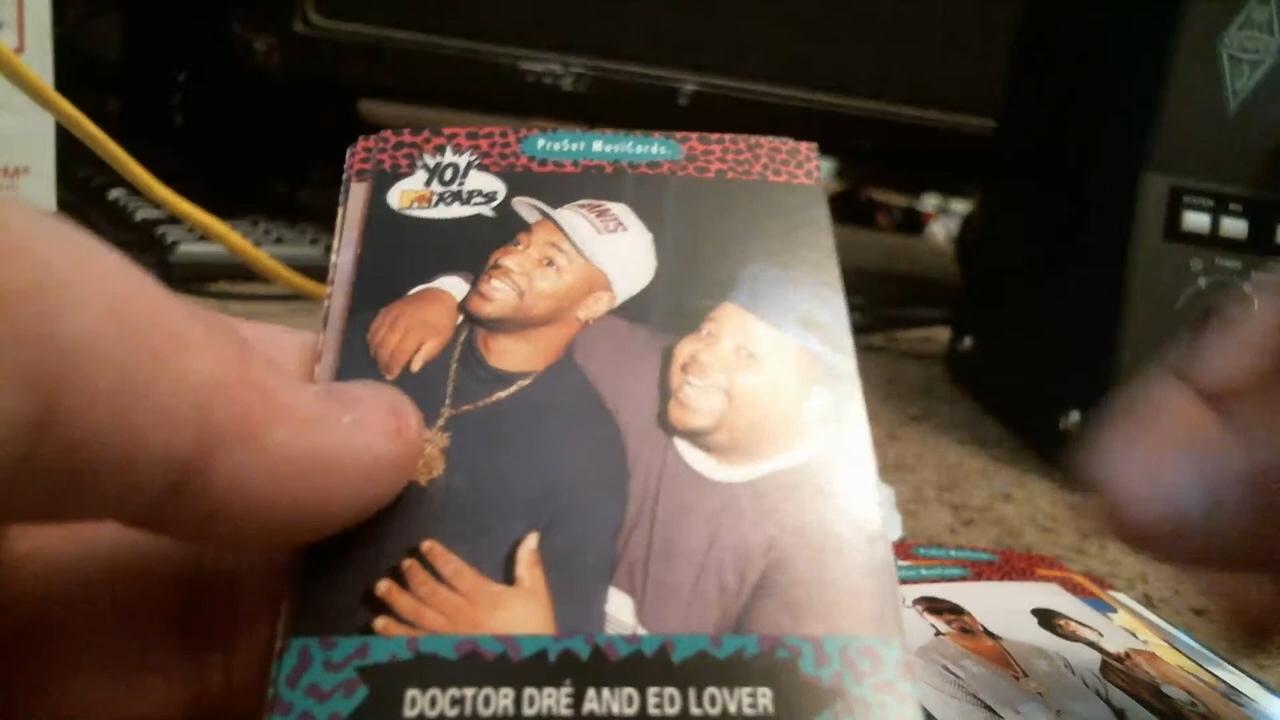 ProSet MusiCards
YO!
MTV RAPS
GIANTS
DOCTOR DRÉ AND ED LOVER